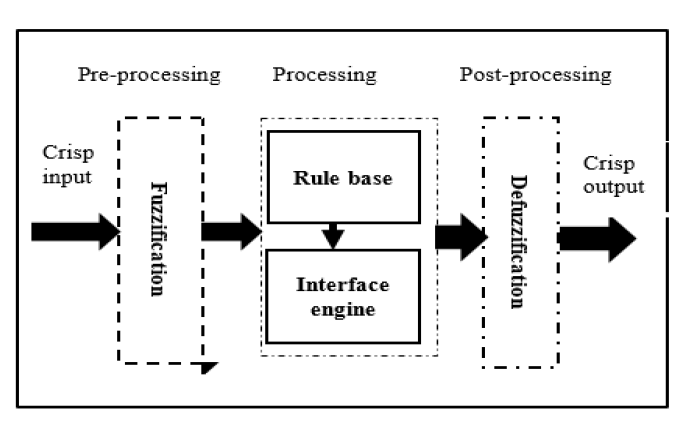 Pre-processing
Processing
Post-processing
Crisp
input
Fuzzification
Rule base
Interface
engine
Defuzzification
Crisp
output